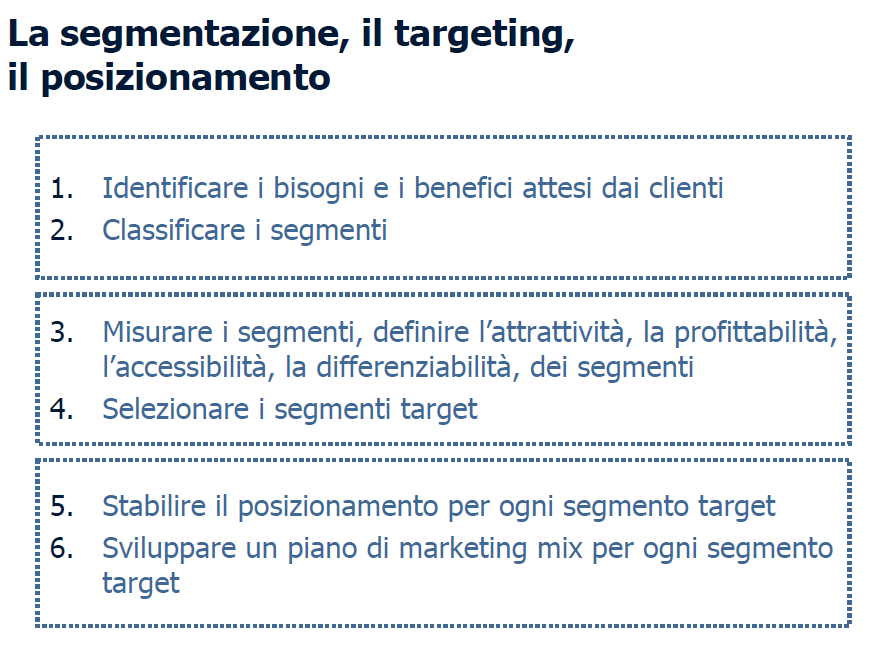 La segmentazione, il targeting,
il posizionamento
1. Identificare i bisogni e i benefici attesi dai clienti
2. Classificare i segmenti
3. Misurare i segmenti, definire l’attrattività, la profittabilità,
l’accessibilità, la differenziabilità, dei segmenti
4. Selezionare i segmenti target
5. Stabilire il posizionamento per ogni segmento target
6. Sviluppare un piano di marketing mix per ogni segmento
target